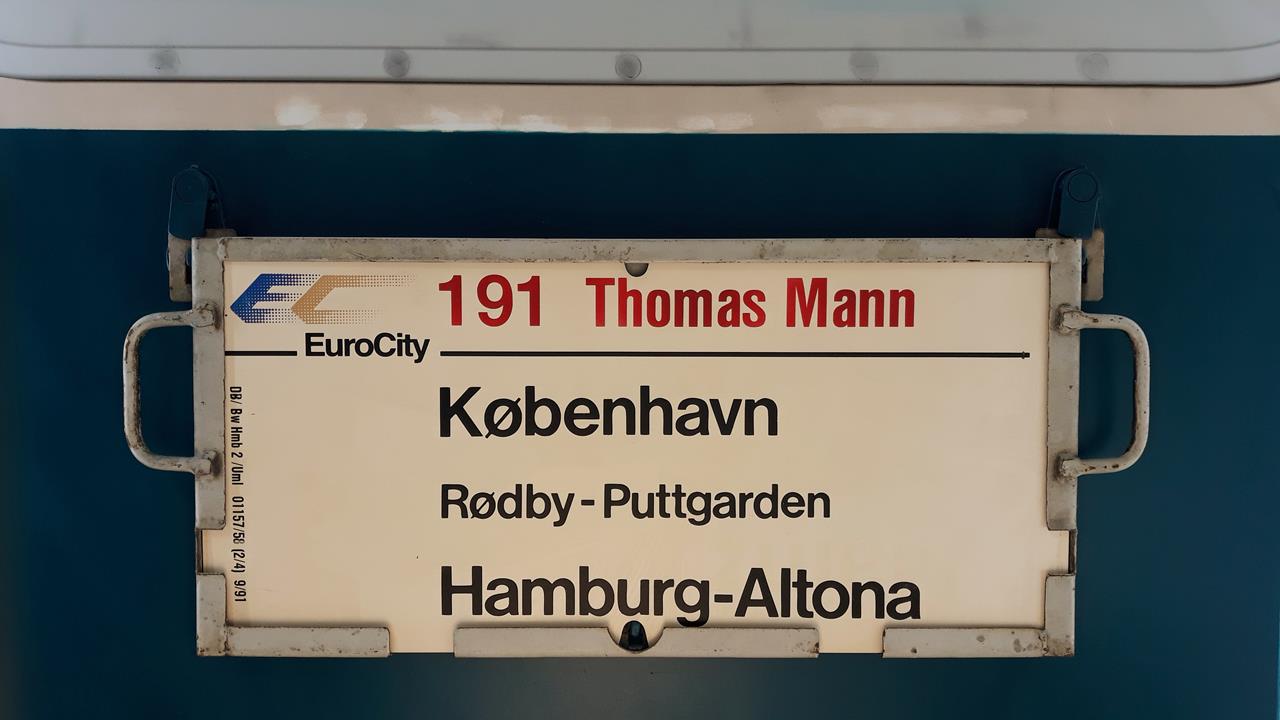 EC 191 Thomas Mann
EuroCity
København
Rødby-Puttgarden
Hamburg-Altona
DB/ Bw Hmb 2 /Uml 01157/58 (2/4) 9/91